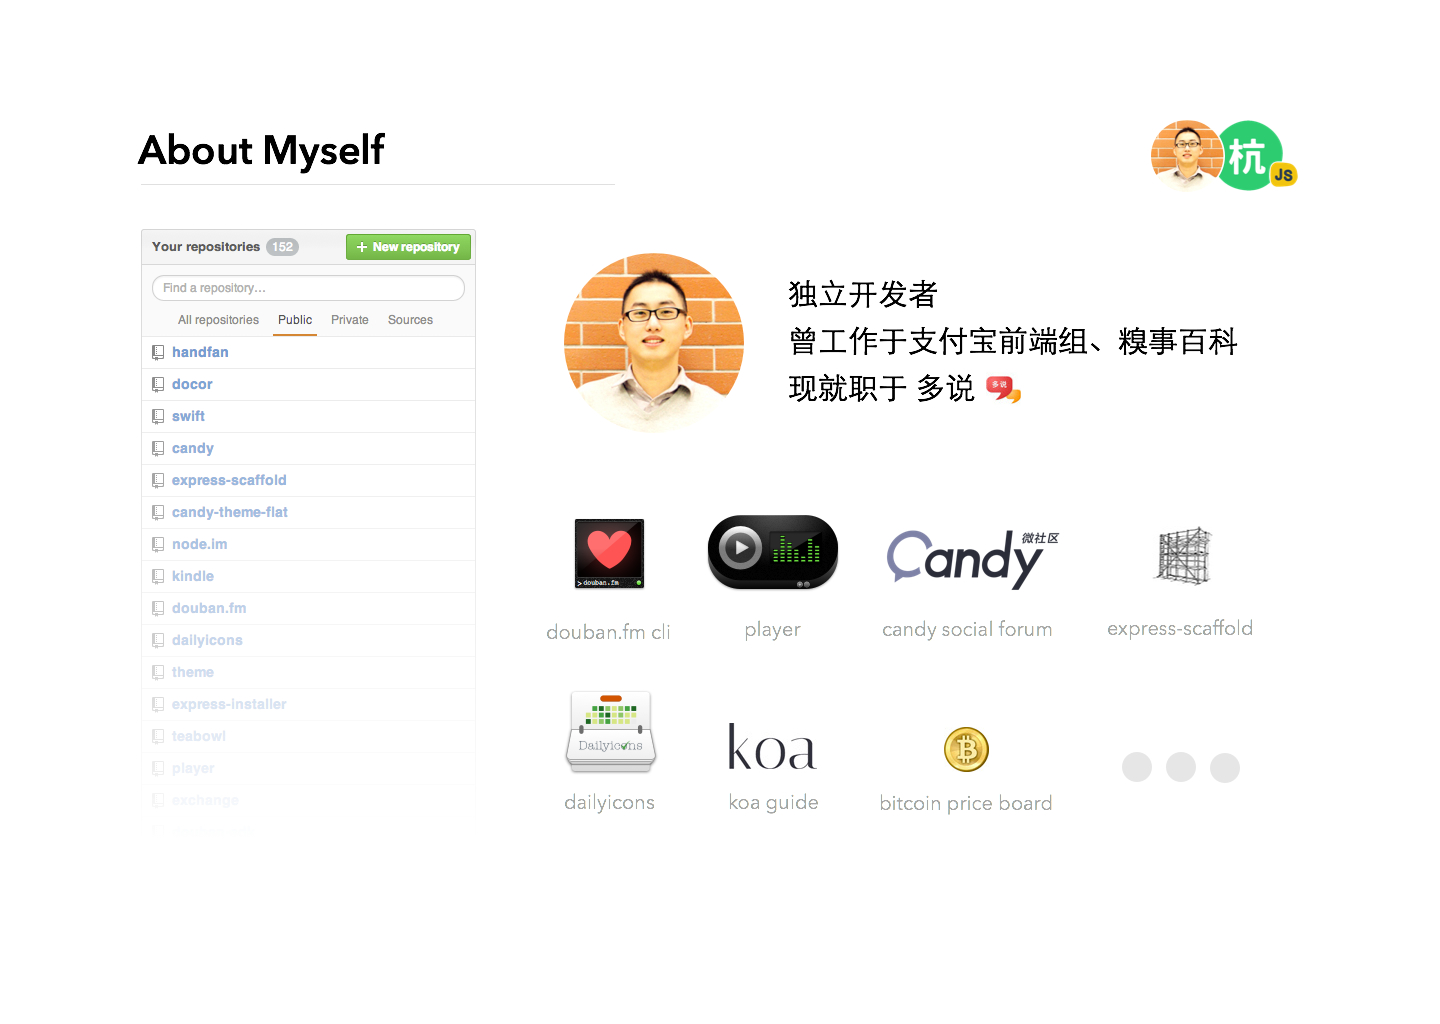 About Myself
杭
JS
Your repositories 152
+ New repository
Find a repository...
All repositories Public Private Sources
handfan
docor
swift
candy
express-scaffold
candy-theme-flat
node.im
kindle
douban.fm
dailyicons
theme
express-installer
teabowl
player
exchange
独立开发者
曾工作于支付宝前端组、糗事百科
现就职于 多说
多说
>douban.fm
Candy 微社区
douban.fm cli
player
candy social forum
express-scaffold
Dailyicons
koa
dailyicons
koa guide
bitcoin price board